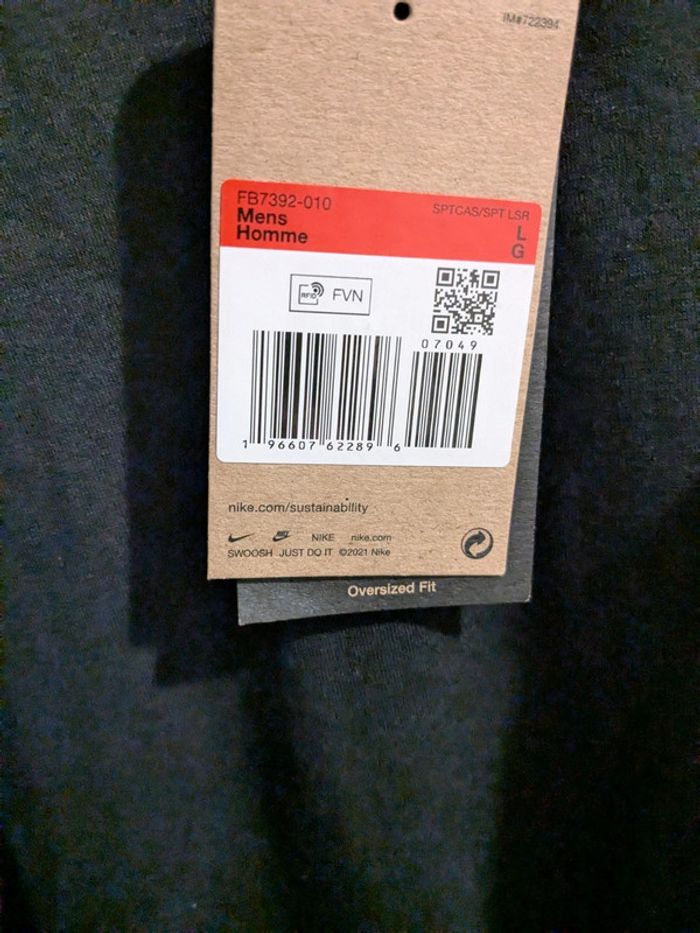 IM#722394
FB7392-010
SPTCAS/SPT LSR
Mens
L
Homme
G
RFID FVN
07049
1 96607 62289 6
nike.com/sustainability
NIKE nike.com
SWOOSH JUST DO IT ©2021 Nike
Oversized Fit